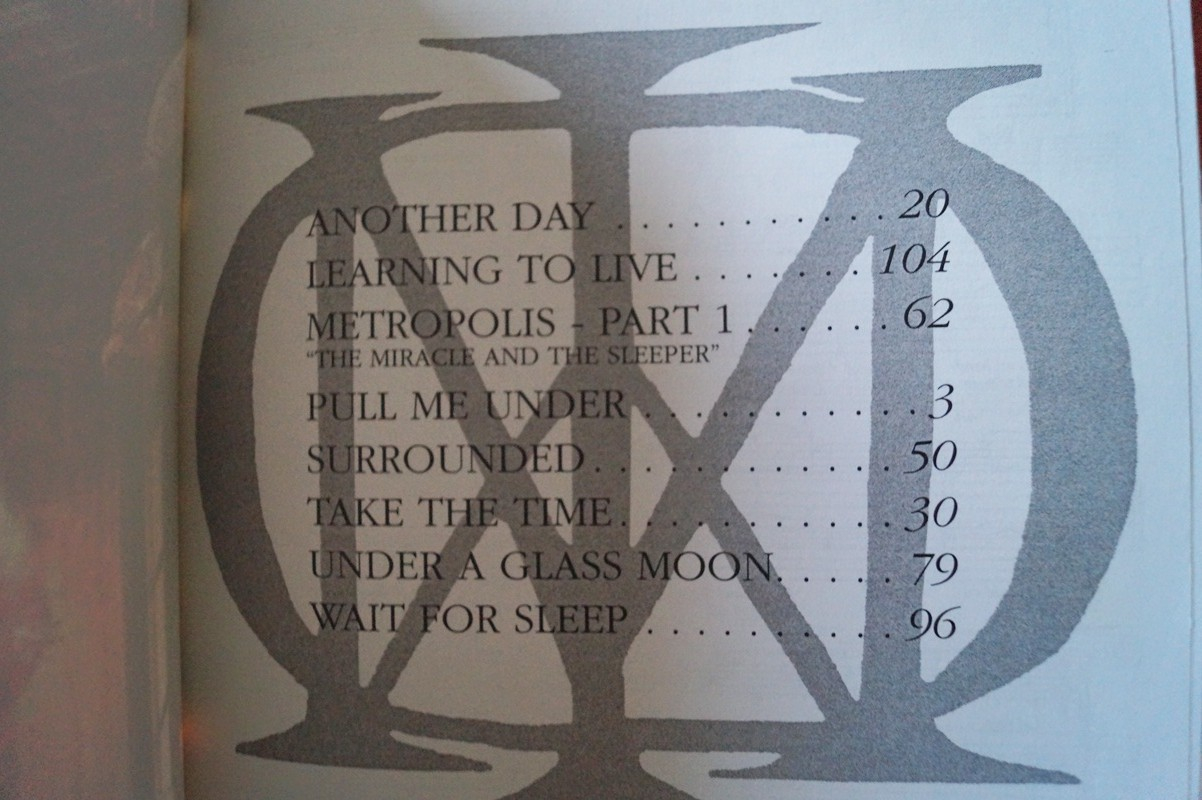 ANOTHER DAY . . . . . . . . . . . 20
LEARNING TO LIVE . . . . . . . 104
METROPOLIS - PART 1 . . . . . . 62
“THE MIRACLE AND THE SLEEPER”
PULL ME UNDER . . . . . . . . . . . 3
SURROUNDED . . . . . . . . . . . . 50
TAKE THE TIME . . . . . . . . . . . 30
UNDER A GLASS MOON . . . . . 79
WAIT FOR SLEEP . . . . . . . . . . 96